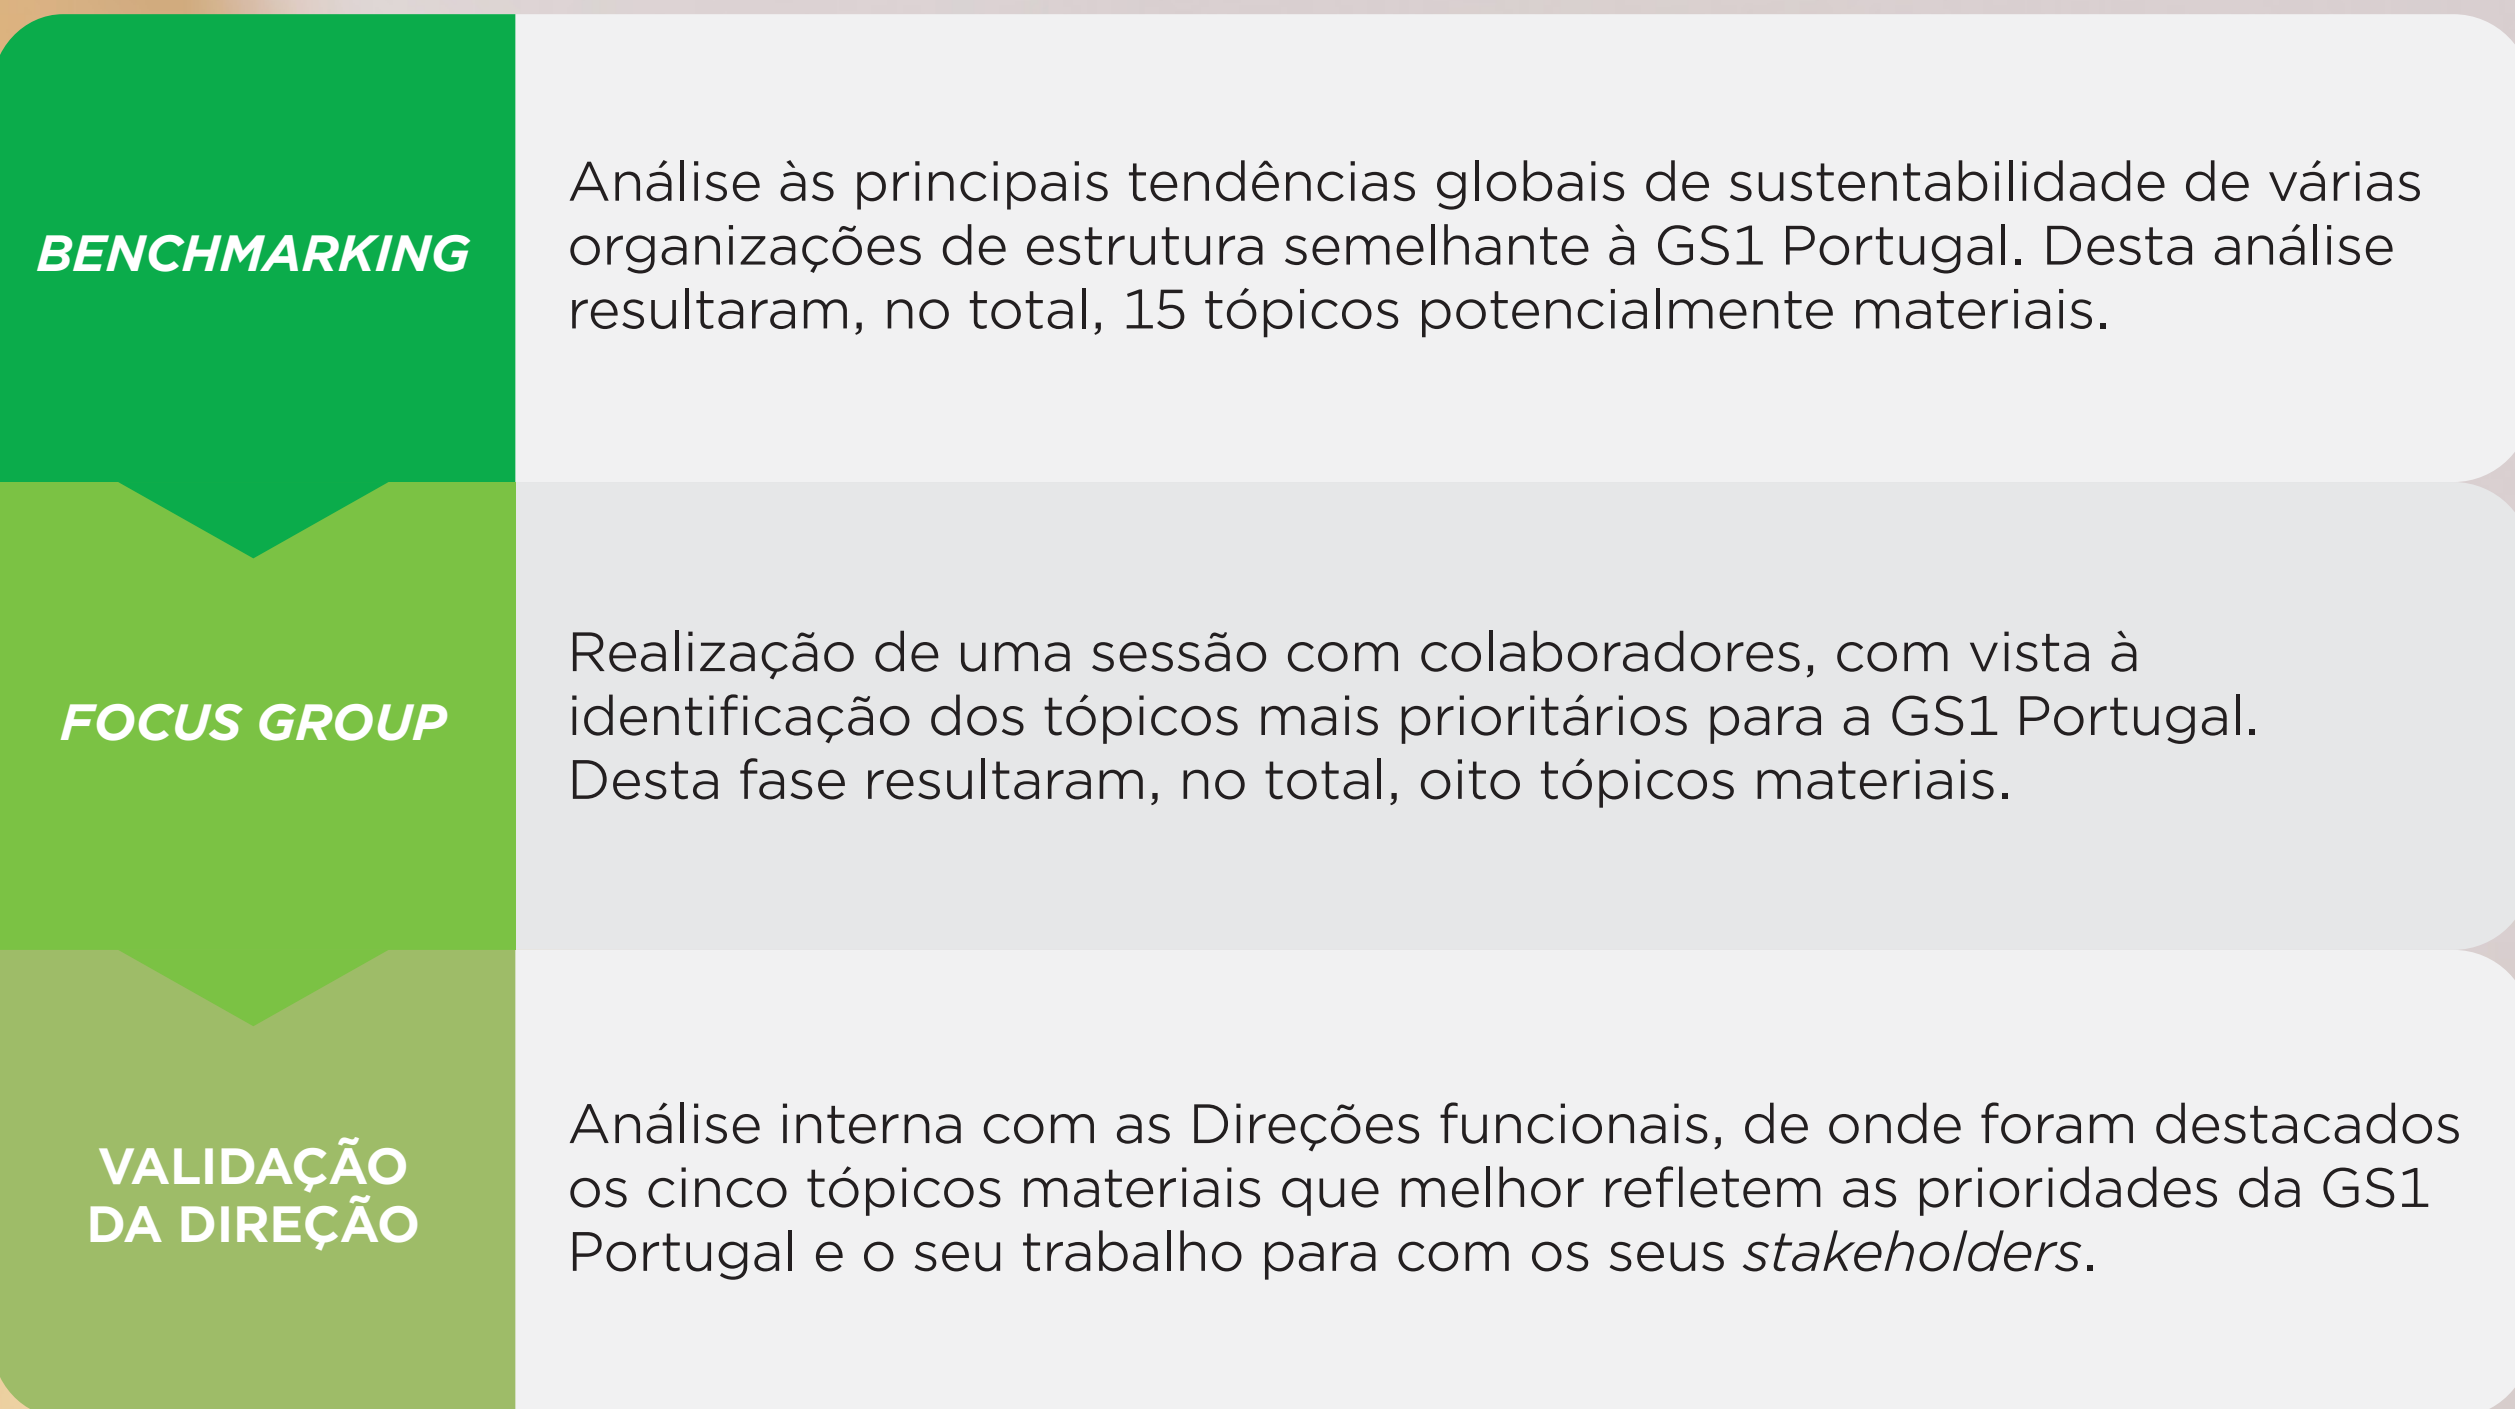 BENCHMARKING
Análise às principais tendências globais de sustentabilidade de várias
organizações de estrutura semelhante à GS1 Portugal. Desta análise
resultaram, no total, 15 tópicos potencialmente materiais.
FOCUS GROUP
Realização de uma sessão com colaboradores, com vista à
identificação dos tópicos mais prioritários para a GS1 Portugal.
Desta fase resultaram, no total, oito tópicos materiais.
VALIDAÇÃO
DA DIREÇÃO
Análise interna com as Direções funcionais, de onde foram destacados
os cinco tópicos materiais que melhor refletem as prioridades da GS1
Portugal e o seu trabalho para com os seus stakeholders.